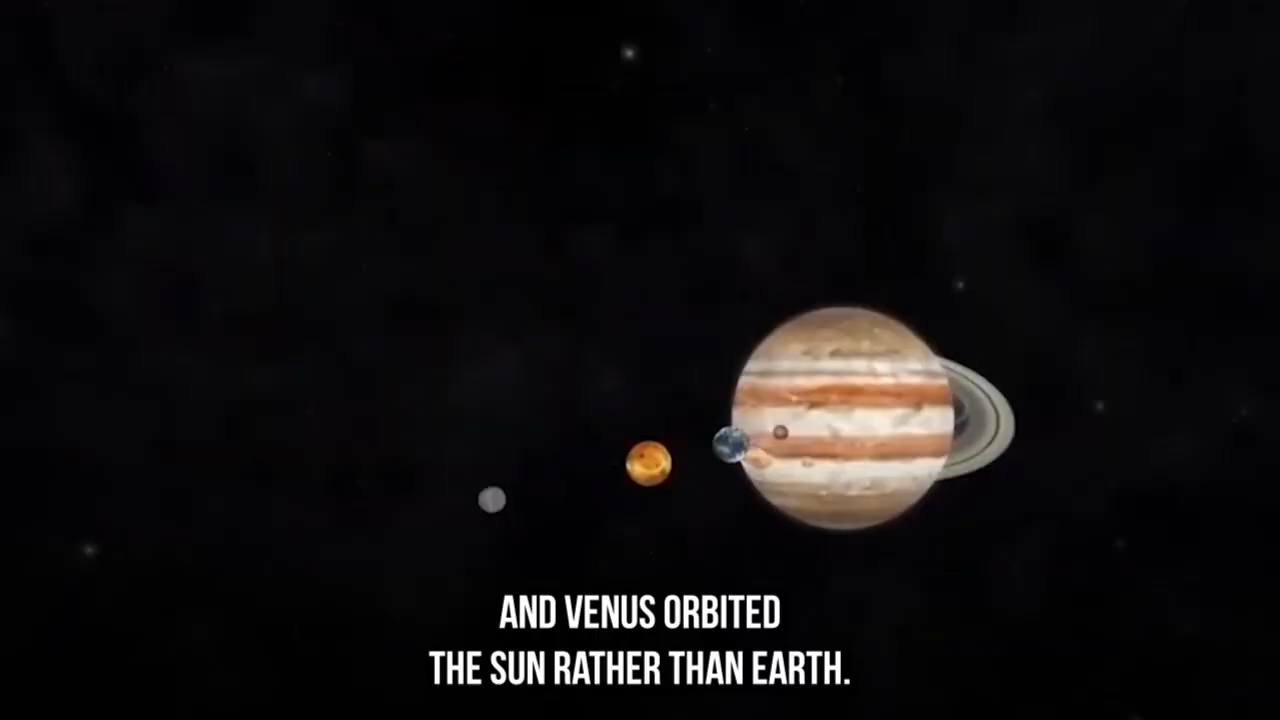 AND VENUS ORBITED
THE SUN RATHER THAN EARTH.